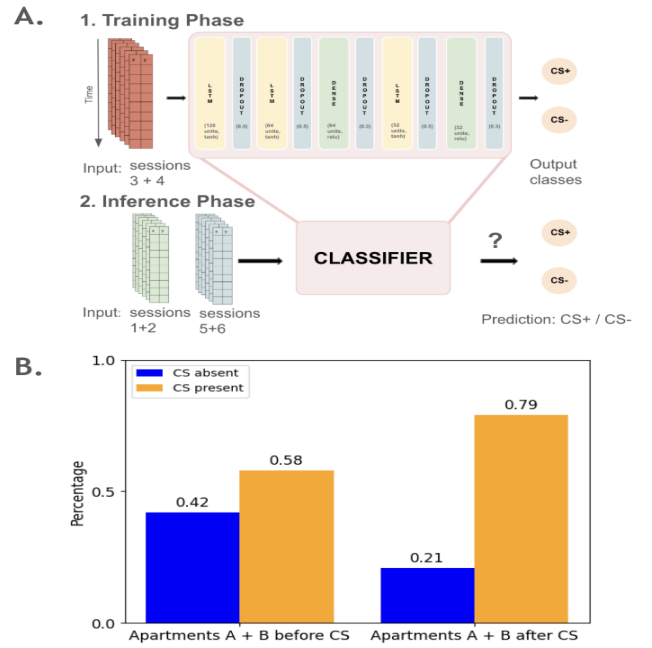 A.
1. Training Phase
Time
x y
LSTM
(128 units, tanh)
DROPOUT
(0.3)
LSTM
(64 units, tanh)
DROPOUT
(0.3)
DENSE
(64 units, relu)
DROPOUT
(0.3)
LSTM
(32 units, tanh)
DROPOUT
(0.3)
DENSE
(32 units, relu)
DROPOUT
(0.3)
CS+
CS-
Input: sessions
3 + 4
Output
classes
2. Inference Phase
x y
x y
CLASSIFIER
?
CS+
CS-
Input: sessions
1+2
sessions
5+6
Prediction: CS+ / CS-
B.
1.0
CS absent
CS present
0.79
0.58
Percentage
0.5
0.42
0.21
0.0
Apartments A + B before CS
Apartments A + B after CS